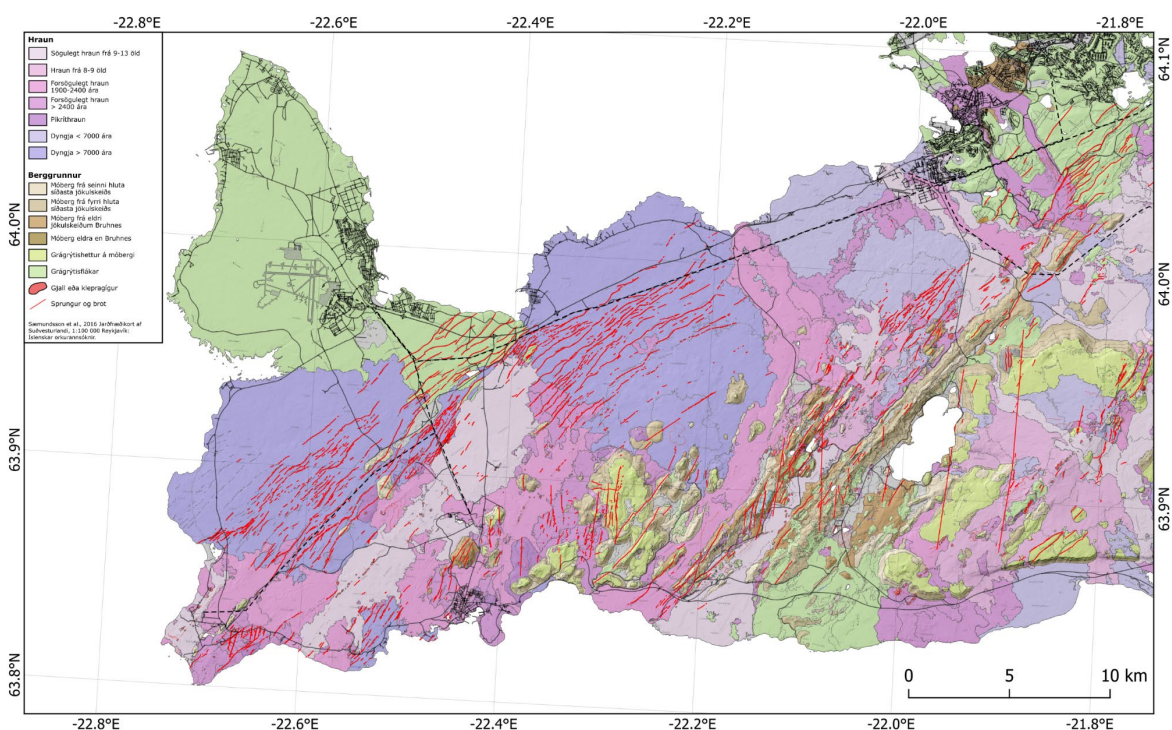 -22.8°E
-22.6°E
-22.4°E
-22.2°E
-22.0°E
-21.8°E
Hraun
Sögulegt hraun frá 9-13 öld
Hraun frá 8-9 öld
Forsögulegt hraun
1900-2400 ára
Forsögulegt hraun
> 2400 ára
Pikríthraun
Dyngja < 7000 ára
Dyngja > 7000 ára
Berggrunnur
Móberg frá seinni hluta
síðasta jökulskeiðs
Móberg frá fyrri hluta
síðasta jökulskeiðs
Móberg frá eldri
jökulskeiðum Bruhnes
Móberg eldra en Bruhnes
Grágrýtishettur á móbergi
Grágrýtisflákar
Gjall eða klepragígur
Sprungur og brot
Sæmundsson et al., 2016 Jarðfræðikort af
Suðvesturlandi, 1:100 000 Reykjavík:
Íslenskar orkurannsóknir.
64.0°N
63.9°N
63.8°N
64.1°N
64.0°N
63.9°N
0 5 10 km
-22.8°E
-22.6°E
-22.4°E
-22.2°E
-22.0°E
-21.8°E